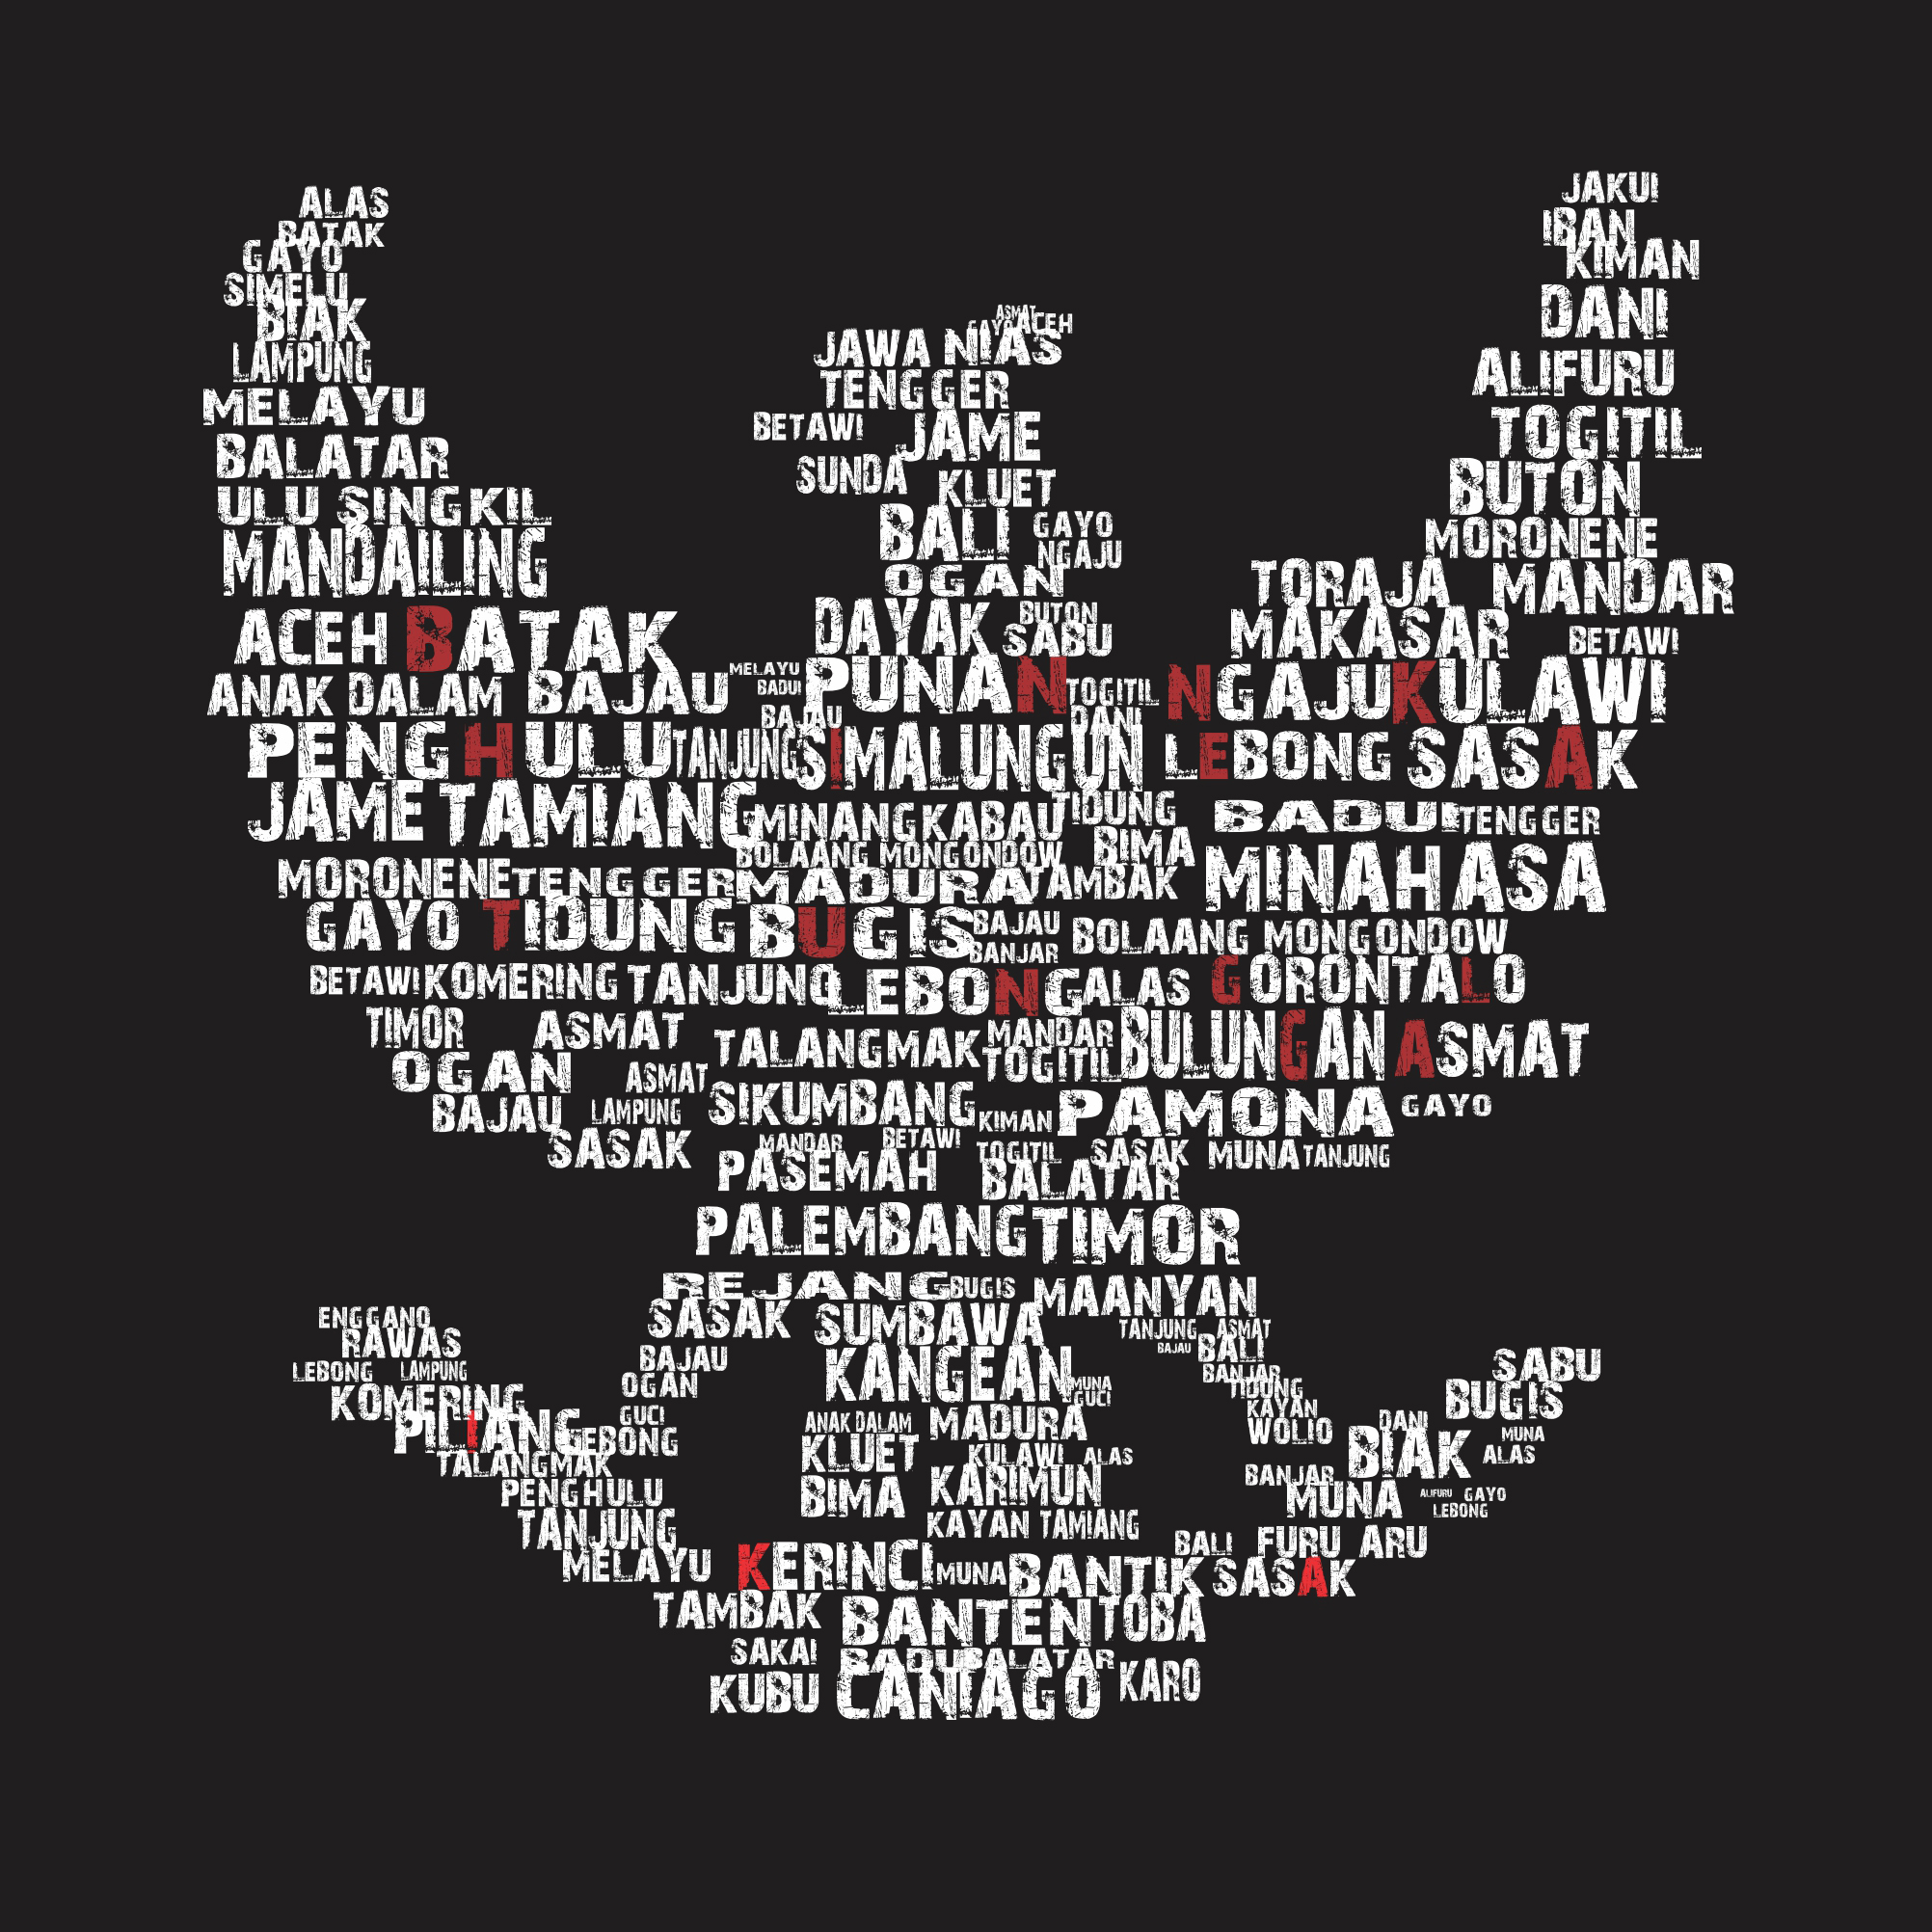 ALAS
BATAK
GAYO
SIMELU
BIAK
LAMPUNG
MELAYU
BALATAR
ULU SINGKIL
MANDAILING
ACEH BATAK
ANAK DALAM BAJAU
PENGHULU TANJUNG
JAME TAMIANG
MORONENE TENGGER
GAYO TIDUNG
BETAWI KOMERING TANJUNG
TIMOR ASMAT
OGAN ASMAT
BAJAU LAMPUNG
SASAK
ASMAT
GAYO ACEH
JAWA NIAS
TENGGER
BETAWI JAME
SUNDA KLUET
BALI GAYO
NGAJU
OGAN
DAYAK BUTON
SABU
MELAYU PUNAN TOGITIL
BADUI
BAJAU DANI
SIMALUNGUN
MINANGKABAU TIDUNG
BOLAANG MONGONDOW BIMA
MADURA TAMBAK
BUGIS BAJAU
BANJAR
LEBONG ALAS
TALANGMAK MANDAR
TOGITIL
SIKUMBANG KIMAN
MANDAR BETAWI TOGITIL SASAK
PASEMAH BALATAR
JAKUI
IBAN
KIMAN
DANI
ALIFURU
TOGITIL
BUTON
MORONENE
TORAJA MANDAR
MAKASAR BETAWI
NGAJU KULAWI
LEBONG SASAK
BADUI TENGGER
MINAHASA
BOLAANG MONGONDOW
GORONTALO
BULUNGAN ASMAT
PAMONA GAYO
MUNA TANJUNG
PALEMBANG TIMOR
REJANG BUGIS MAANYAN
SASAK SUMBAWA TANJUNG ASMAT
BAJAU KANGEAN BAJAU BALI
OGAN MUNA BANJAR
GUCI TIDUNG
GUCI ANAK DALAM MADURA KAYAN
LEBONG KLUET KULAWI ALAS WOLIO
BIMA KARIMUN
KAYAN TAMIANG
ENGGANO
RAWAS
LEBONG LAMPUNG
KOMERING
PILIANG
TALANGMAK
PENGHULU
TANJUNG
MELAYU
SABU
BUGIS
DANI MUNA
BIAK ALAS
BANJAR
MUNA ALIFURU GAYO
LEBONG
BALI FURU ARU
KERINCI MUNA BANTIK SASAK
TAMBAK BANTEN TOBA
SAKAI BADUI BALATAR
KUBU CANIAGO KARO